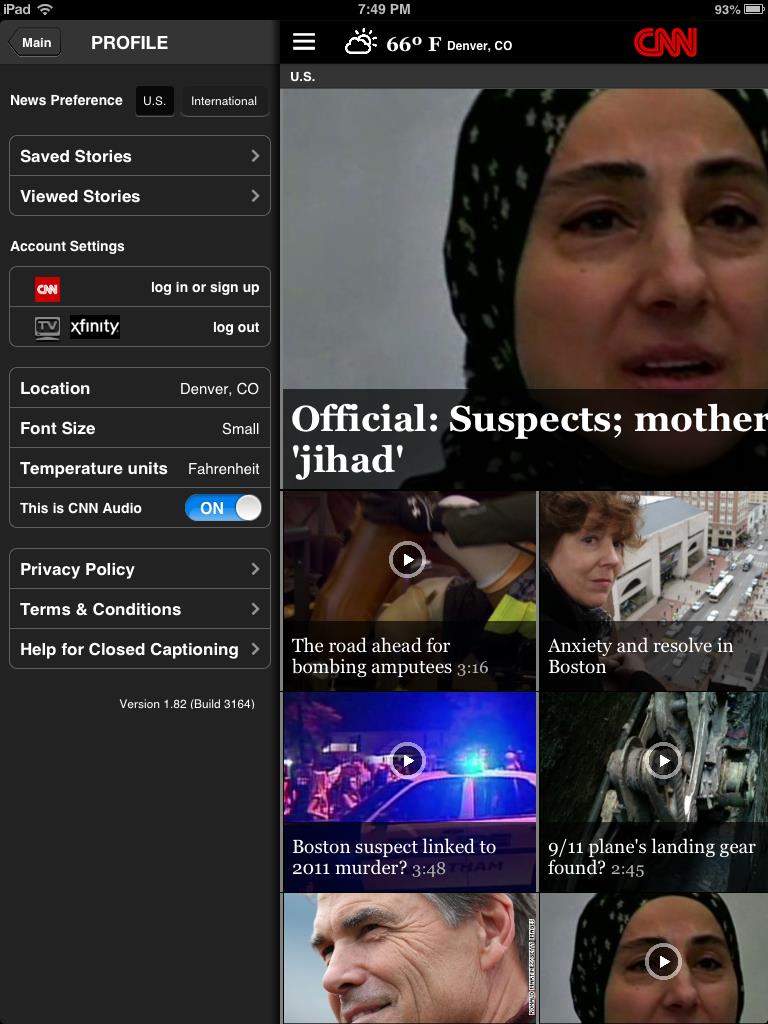 iPad 7:49 PM 93%
Main PROFILE
66º F Denver, CO CNN
U.S.
News Preference U.S. International
Saved Stories
Viewed Stories
Account Settings
CNN log in or sign up
TV xfinity log out
Location Denver, CO
Font Size Small
Temperature units Fahrenheit
This is CNN Audio ON
Privacy Policy
Terms & Conditions
Help for Closed Captioning
Version 1.82 (Build 3164)
Official: Suspects; mother
'jihad'
The road ahead for
bombing amputees 3:16
Anxiety and resolve in
Boston
Boston suspect linked to
2011 murder? 3:48
9/11 plane's landing gear
found? 2:45